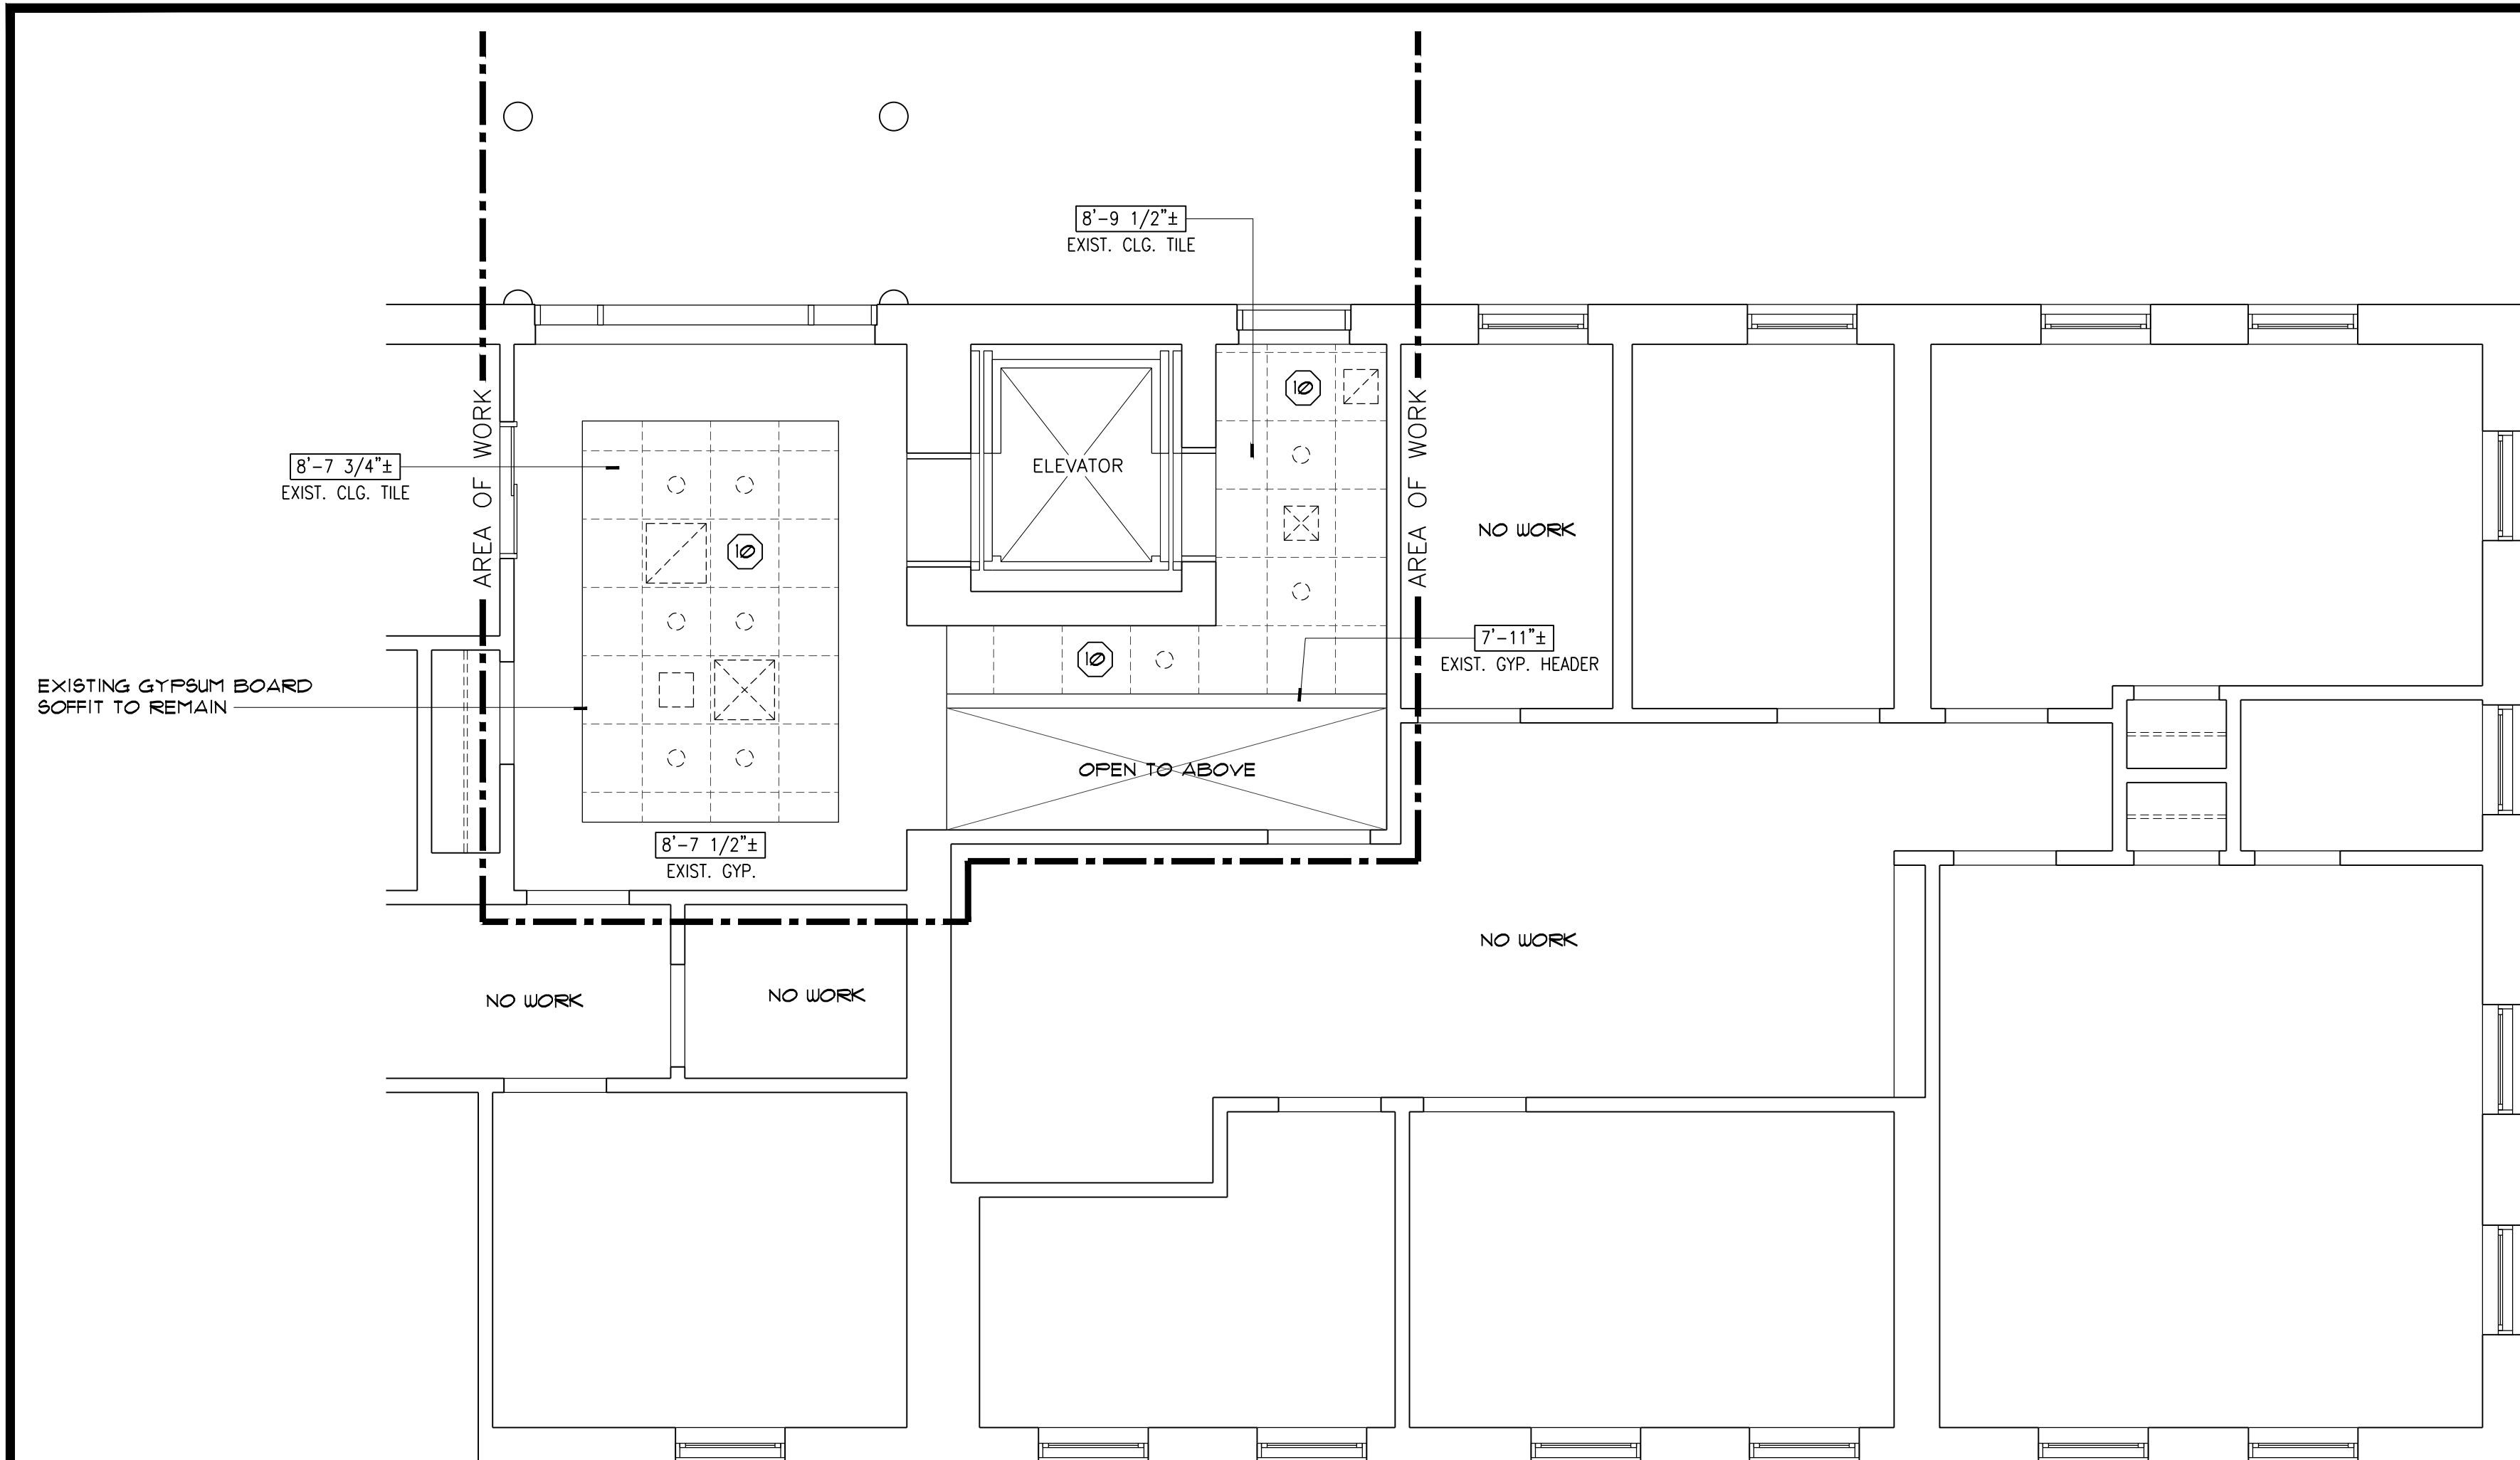 8'-9 1/2"±
EXIST. CLG. TILE
AREA OF WORK
8'-7 3/4"±
EXIST. CLG. TILE
10
ELEVATOR
10
AREA OF WORK
NO WORK
10
7'-11"±
EXIST. GYP. HEADER
EXISTING GYPSUM BOARD
SOFFIT TO REMAIN
OPEN TO ABOVE
8'-7 1/2"±
EXIST. GYP.
NO WORK
NO WORK
NO WORK